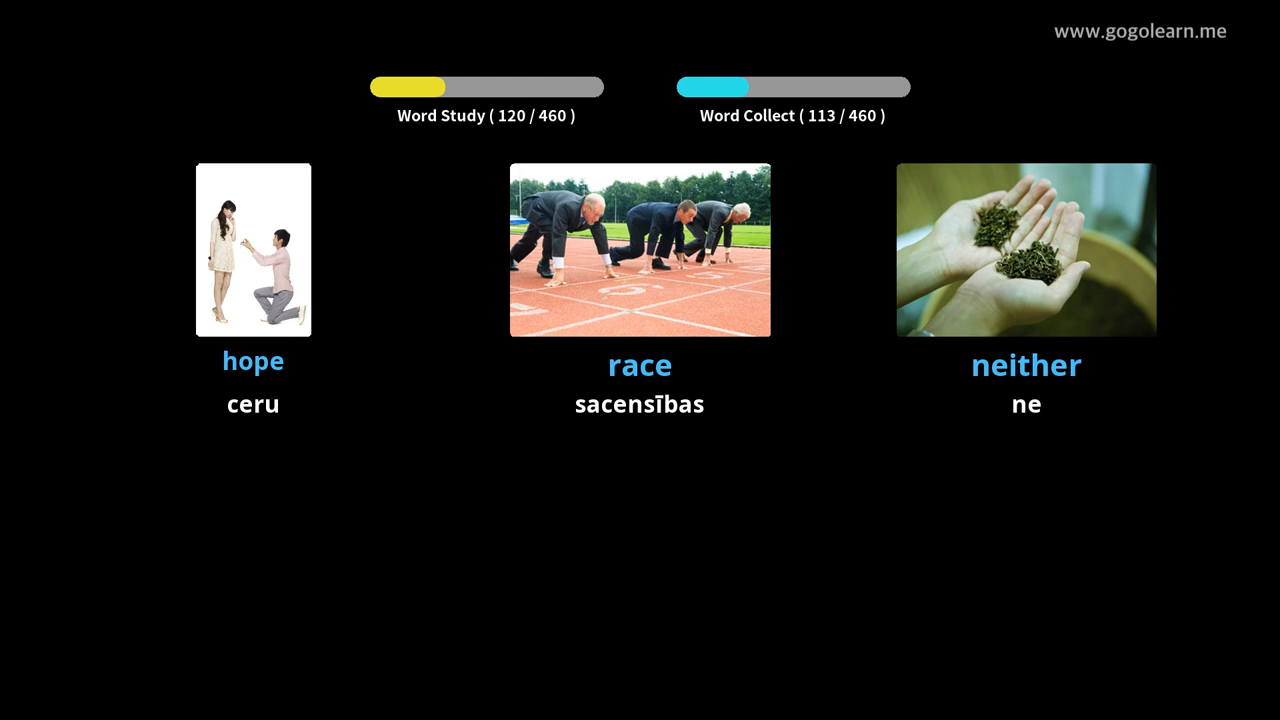 www.gogolearn.me
Word Study ( 120 / 460 )
Word Collect ( 113 / 460 )
hope
race
neither
ceru
sacensības
ne